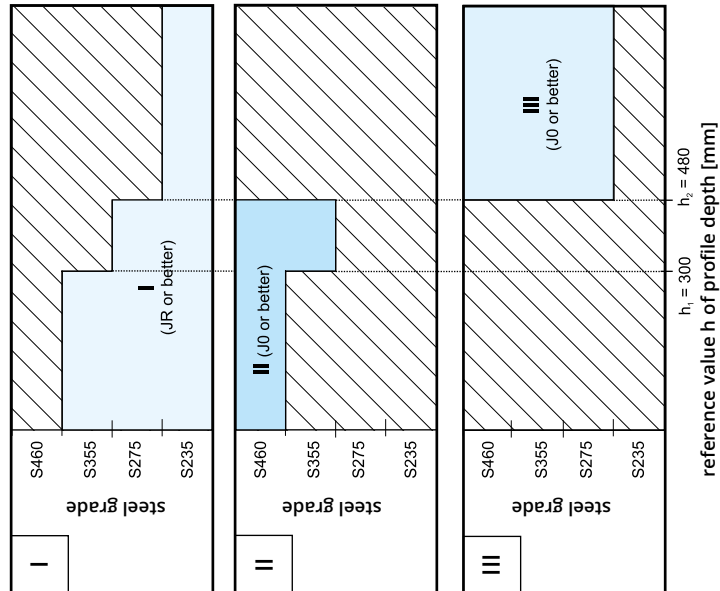 I
steel grade
S460
S355
S275
S235
I
(JR or better)
II
steel grade
S460
S355
S275
S235
II (J0 or better)
III
steel grade
S460
S355
S275
S235
III
(J0 or better)
h₁ = 300
h₂ = 480
reference value h of profile depth [mm]